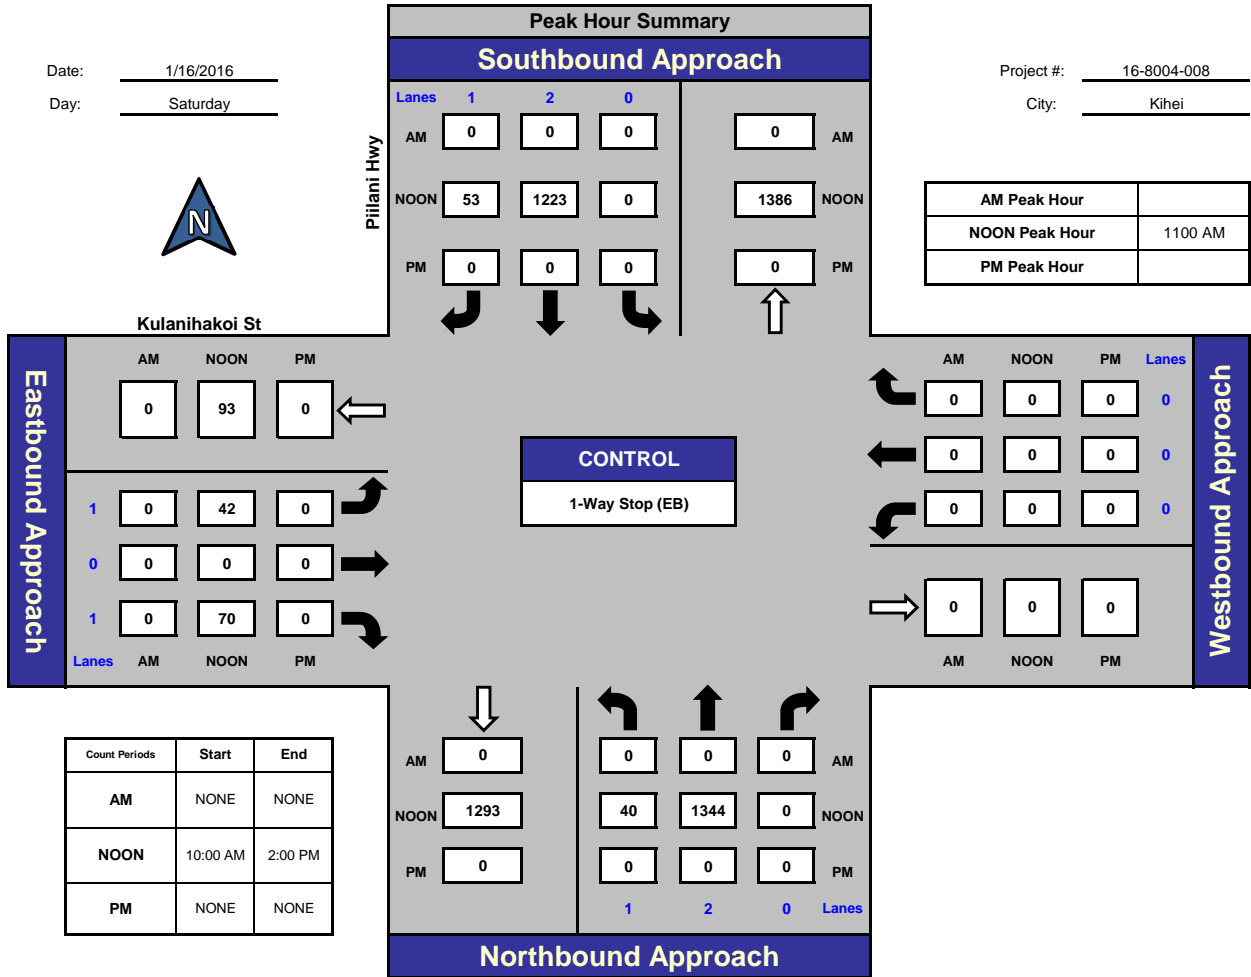 Peak Hour Summary
Southbound Approach
Date: 1/16/2016
Day: Saturday
Project #: 16-8004-008
City: Kihei
N
Piilani Hwy
Lanes 1 2 0
AM 0 0 0 0 AM
NOON 53 1223 0 1386 NOON
PM 0 0 0 0 PM
AM Peak Hour
NOON Peak Hour 1100 AM
PM Peak Hour
Kulanihakoi St
Eastbound Approach
AM NOON PM
0 93 0
1 0 42 0
0 0 0 0
1 0 70 0
Lanes AM NOON PM
CONTROL
1-Way Stop (EB)
AM NOON PM Lanes
0 0 0 0
0 0 0 0
0 0 0 0
0 0 0
AM NOON PM
Westbound Approach
Count Periods Start End
AM NONE NONE
NOON 10:00 AM 2:00 PM
PM NONE NONE
AM 0 0 0 0 AM
NOON 1293 40 1344 0 NOON
PM 0 0 0 0 PM
1 2 0 Lanes
Northbound Approach